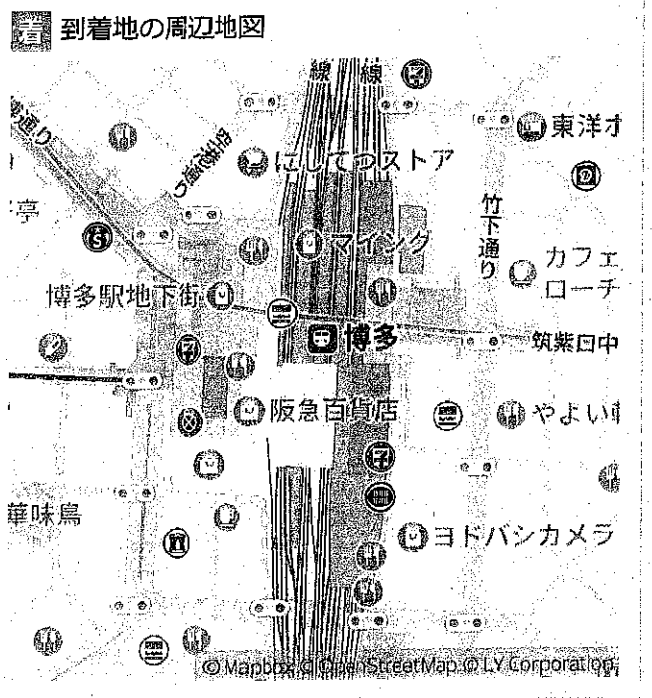 着 到着地の周辺地図
線 線
東洋オ
にしてつストア
竹下通り
マイング
カフェ
ローチ
博多駅地下街
博多
筑紫口中
阪急百貨店
やよい
華味鳥
ヨドバシカメラ
© Mapbox © OpenStreetMap © LY Corporation